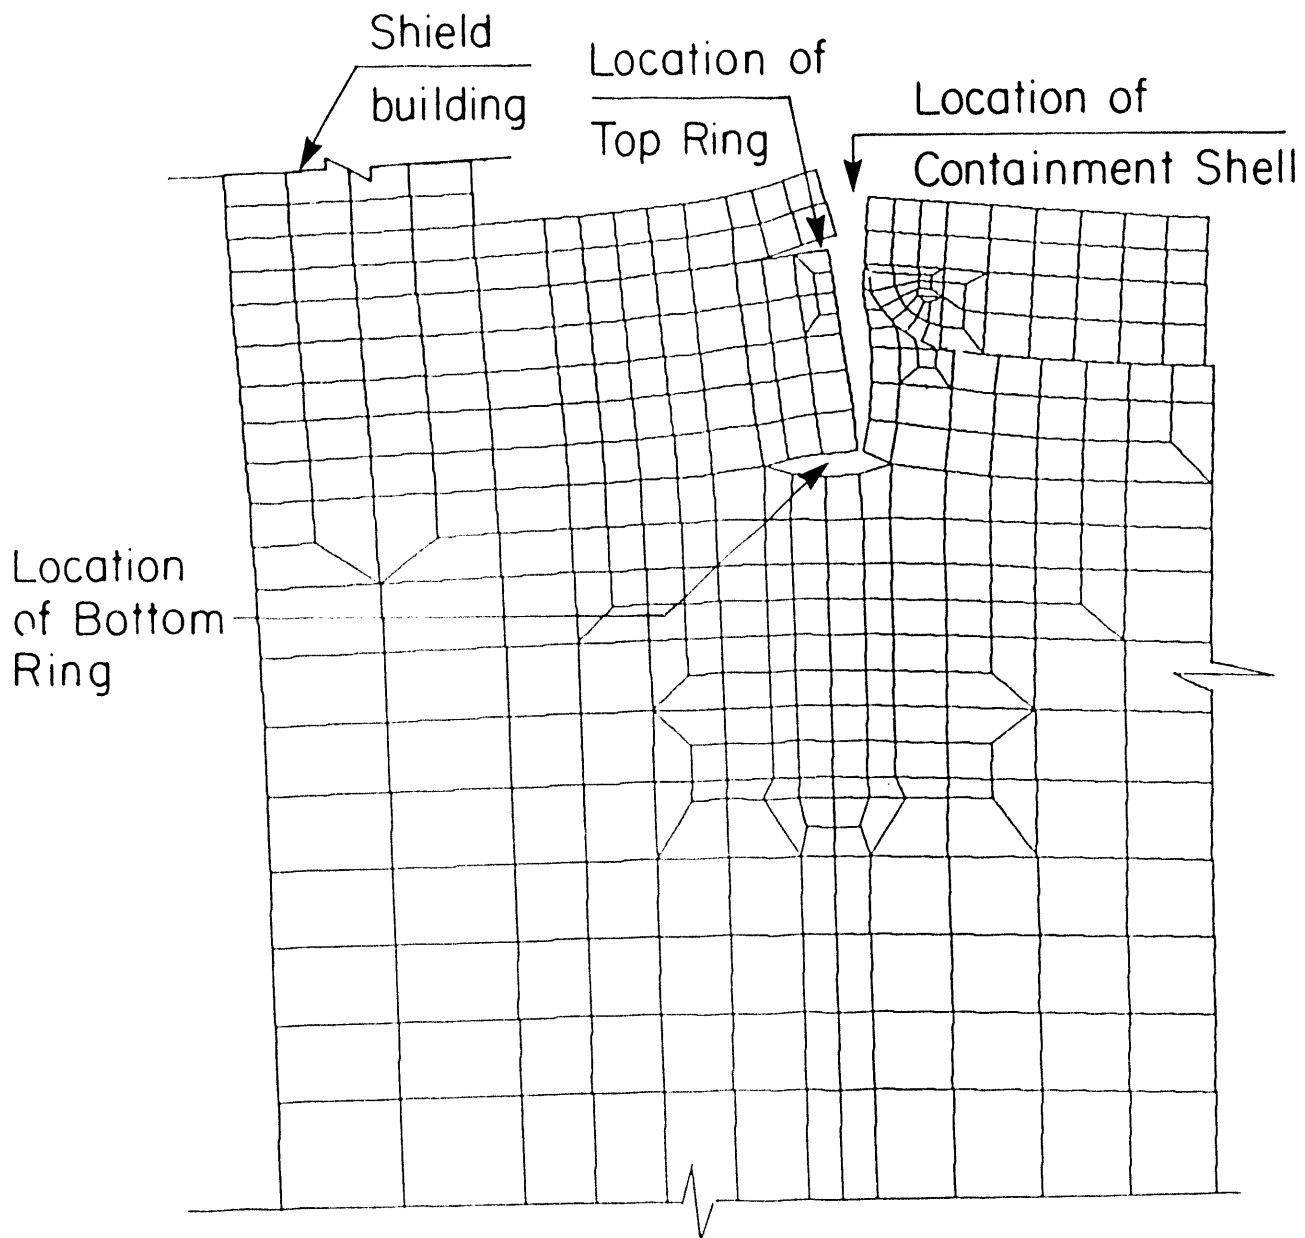 Shield
building
Location of
Top Ring
Location of
Containment Shell
Location
of Bottom
Ring